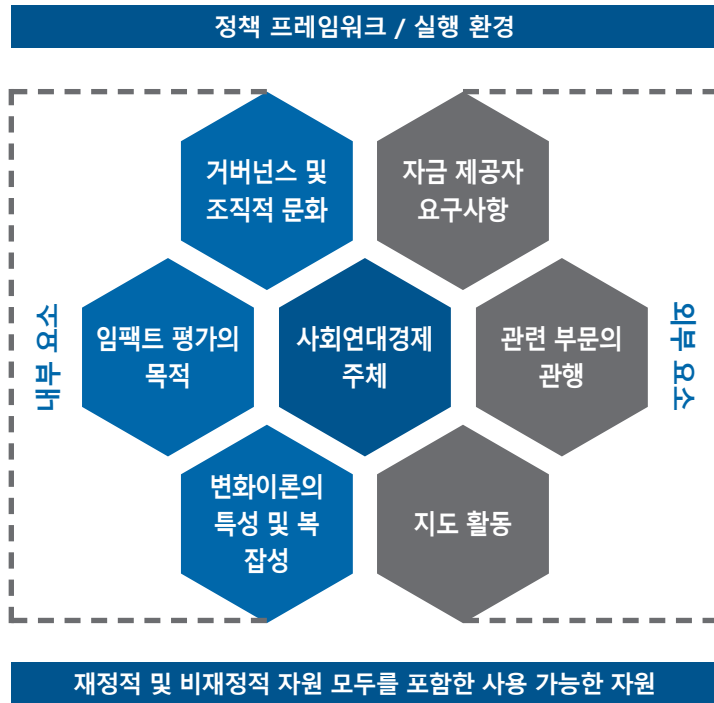 정책 프레임워크 / 실행 환경
거버넌스 및
조직적 문화
자금 제공자
요구사항
내부 요소
임팩트 평가의
목적
사회연대경제
주체
관련 부문의
관행
외부 요소
변화이론의
특성 및 복
잡성
지도 활동
재정적 및 비재정적 자원 모두를 포함한 사용 가능한 자원